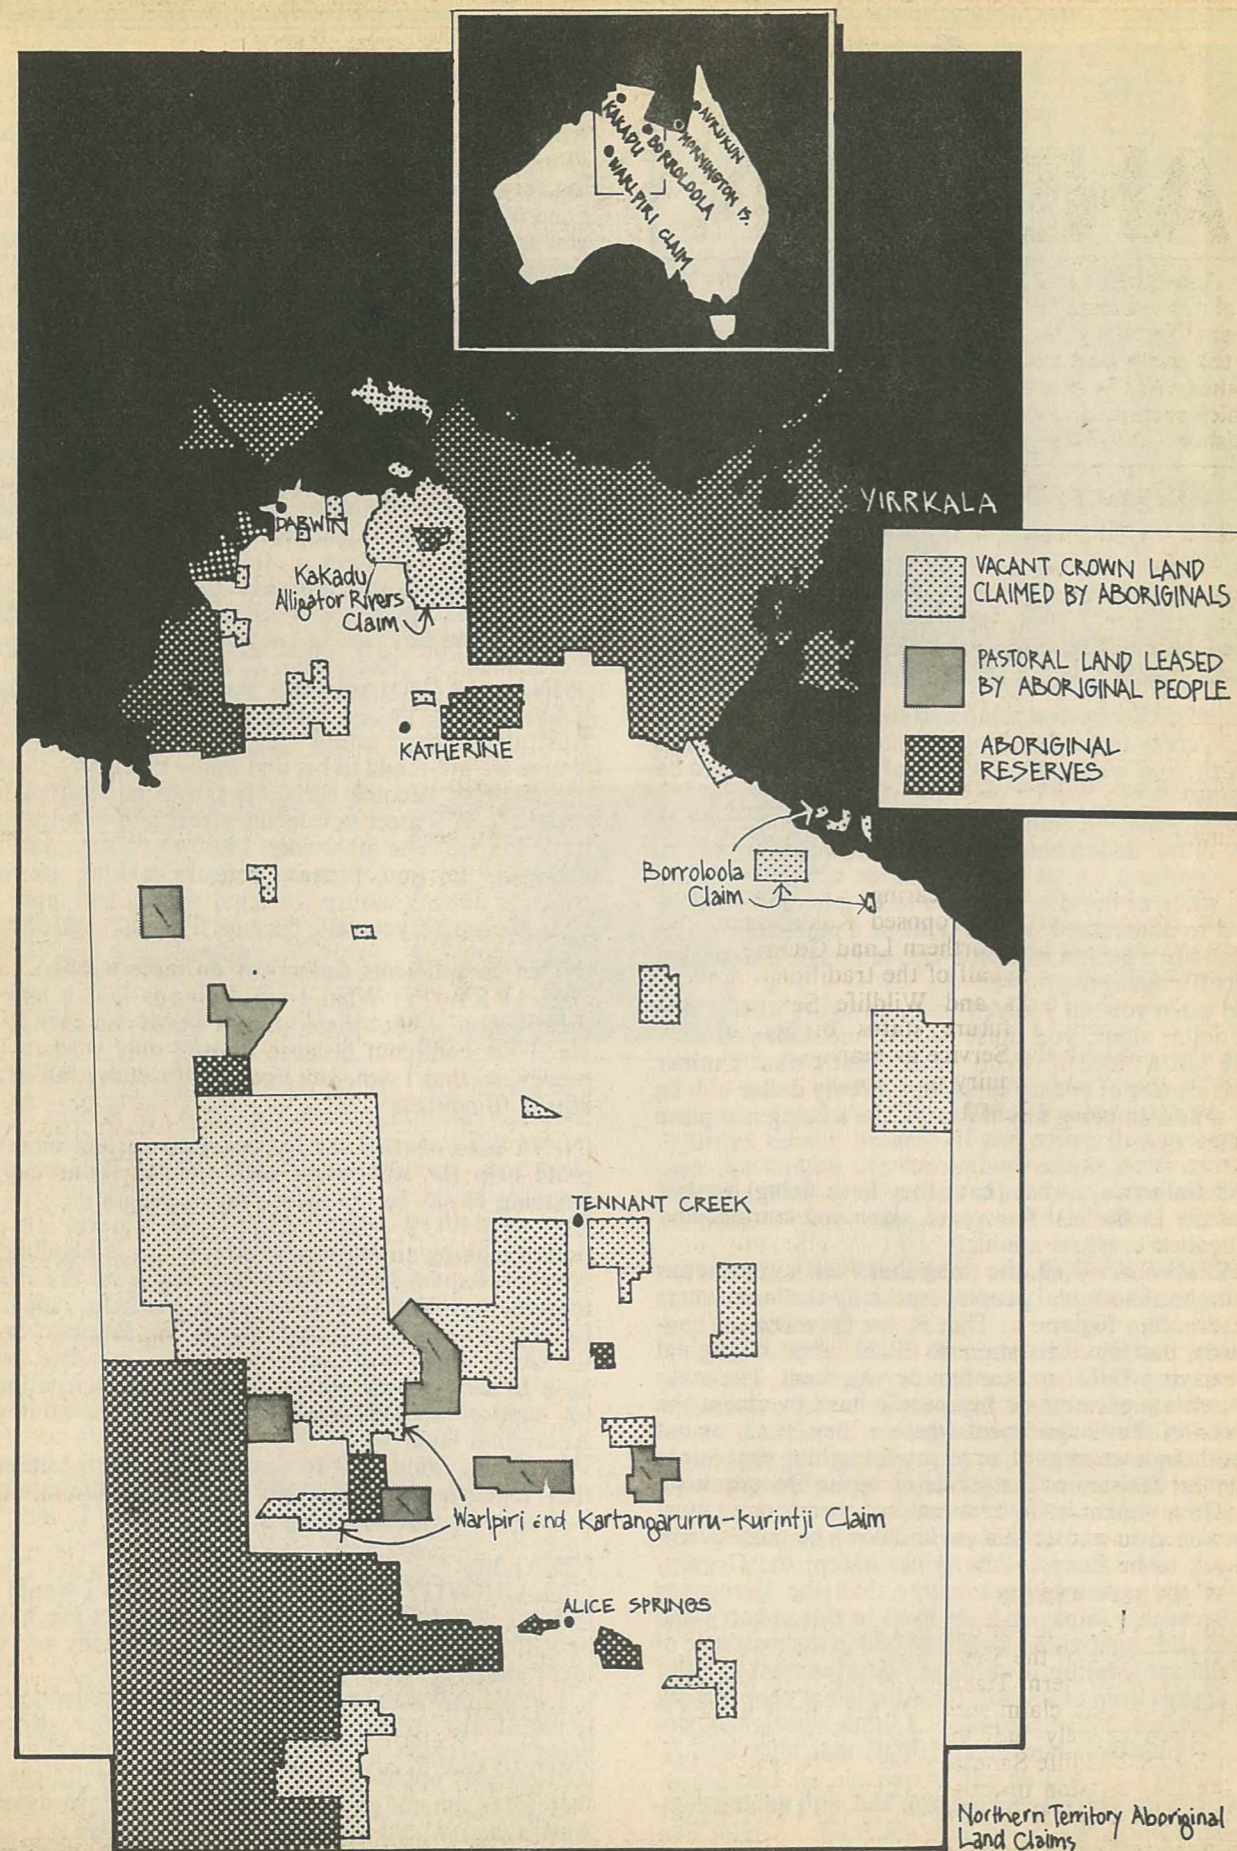 KAKADU
AURUKUN
MORNINGTON IS.
BORROLOOLA
WARLPIRI CLAIM
YIRRKALA
DARWIN
Kakadu
Alligator Rivers
Claim
VACANT CROWN LAND
CLAIMED BY ABORIGINALS
PASTORAL LAND LEASED
BY ABORIGINAL PEOPLE
ABORIGINAL
RESERVES
KATHERINE
Borroloola
Claim
TENNANT CREEK
Warlpiri and Kartangarurru-Kurintji Claim
ALICE SPRINGS
Northern Territory Aboriginal
Land Claims